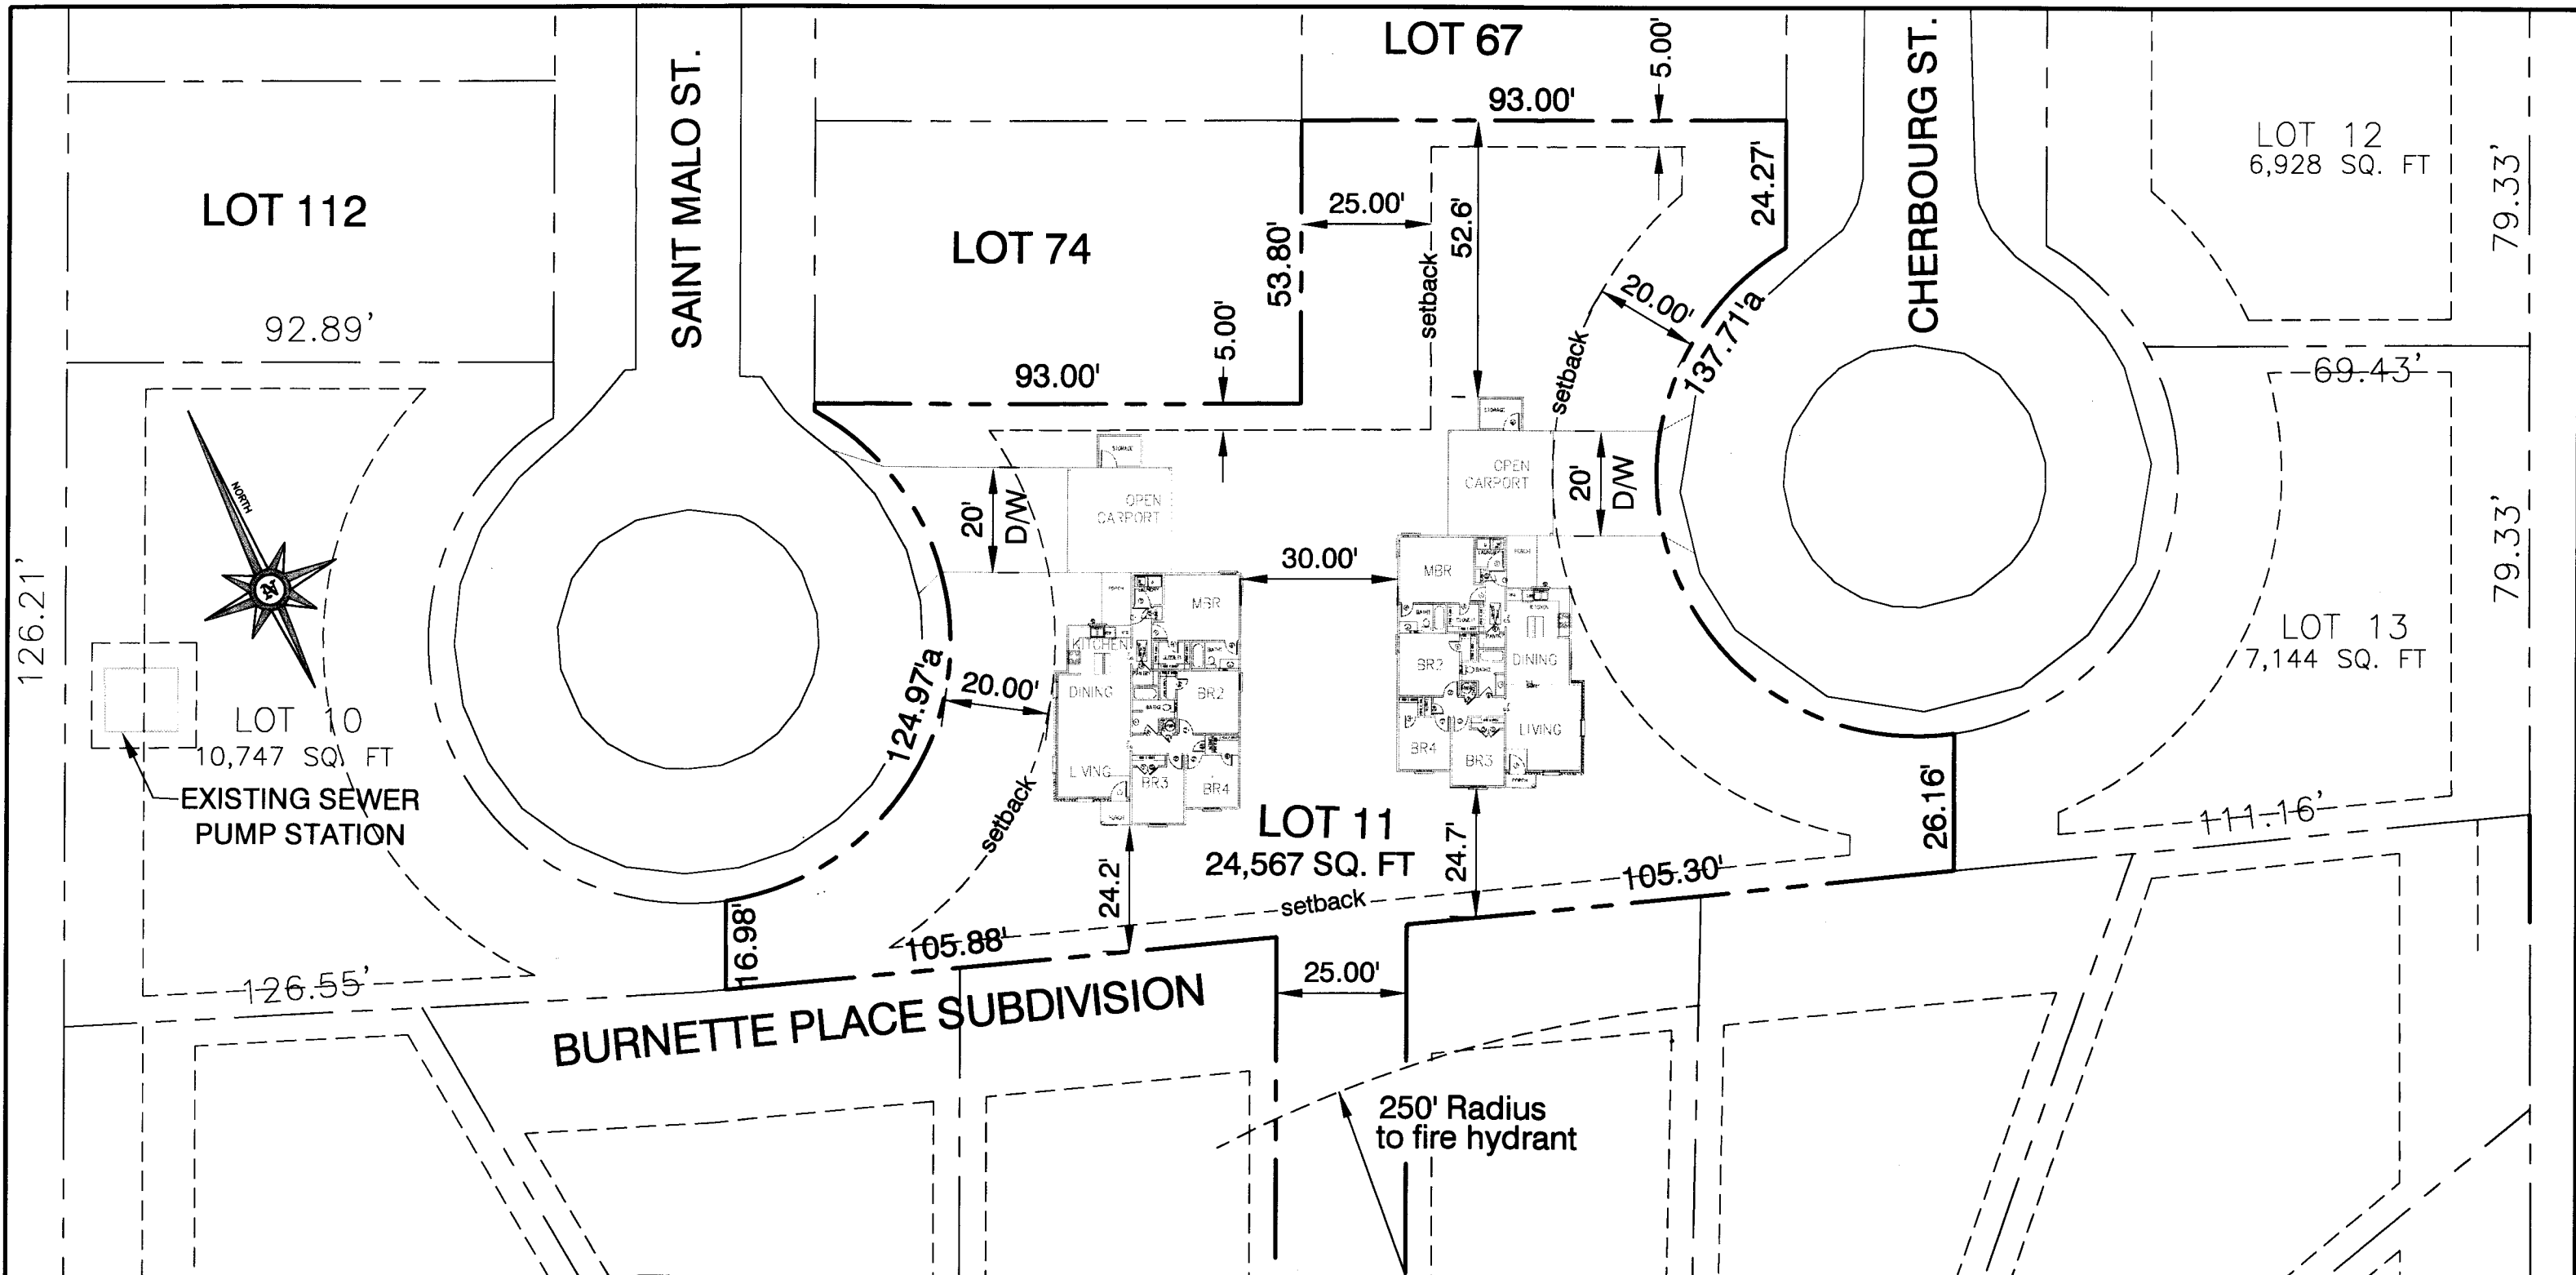 LOT 67
5.00'
93.00'
SAINT MALO ST.
CHERBOURG ST.
LOT 12
6,928 SQ. FT
79.33'
LOT 112
LOT 74
24.27'
25.00'
52.6'
53.80'
setback
20.00'
137.71'a
92.89'
5.00'
93.00'
setback
69.43'
STORAGE
STORAGE
OPEN
CARPORT
OPEN
CARPORT
20'
D/W
20'
D/W
NORTH
N
30.00'
79.33'
126.21'
MBR
MBR
PORCH
LAUNDRY
KITCHEN
KITCHEN
BR2
BR2
DINING
DINING
LIVING
LIVING
BR3
BR3
BR4
BR4
LOT 13
7,144 SQ. FT
124.97'a
20.00'
LOT 10
10,747 SQ. FT
EXISTING SEWER
PUMP STATION
setback
LOT 11
24,567 SQ. FT
24.2'
24.7'
26.16'
111.16'
105.30'
setback
16.98'
105.88'
126.55'
25.00'
BURNETTE PLACE SUBDIVISION
250' Radius
to fire hydrant